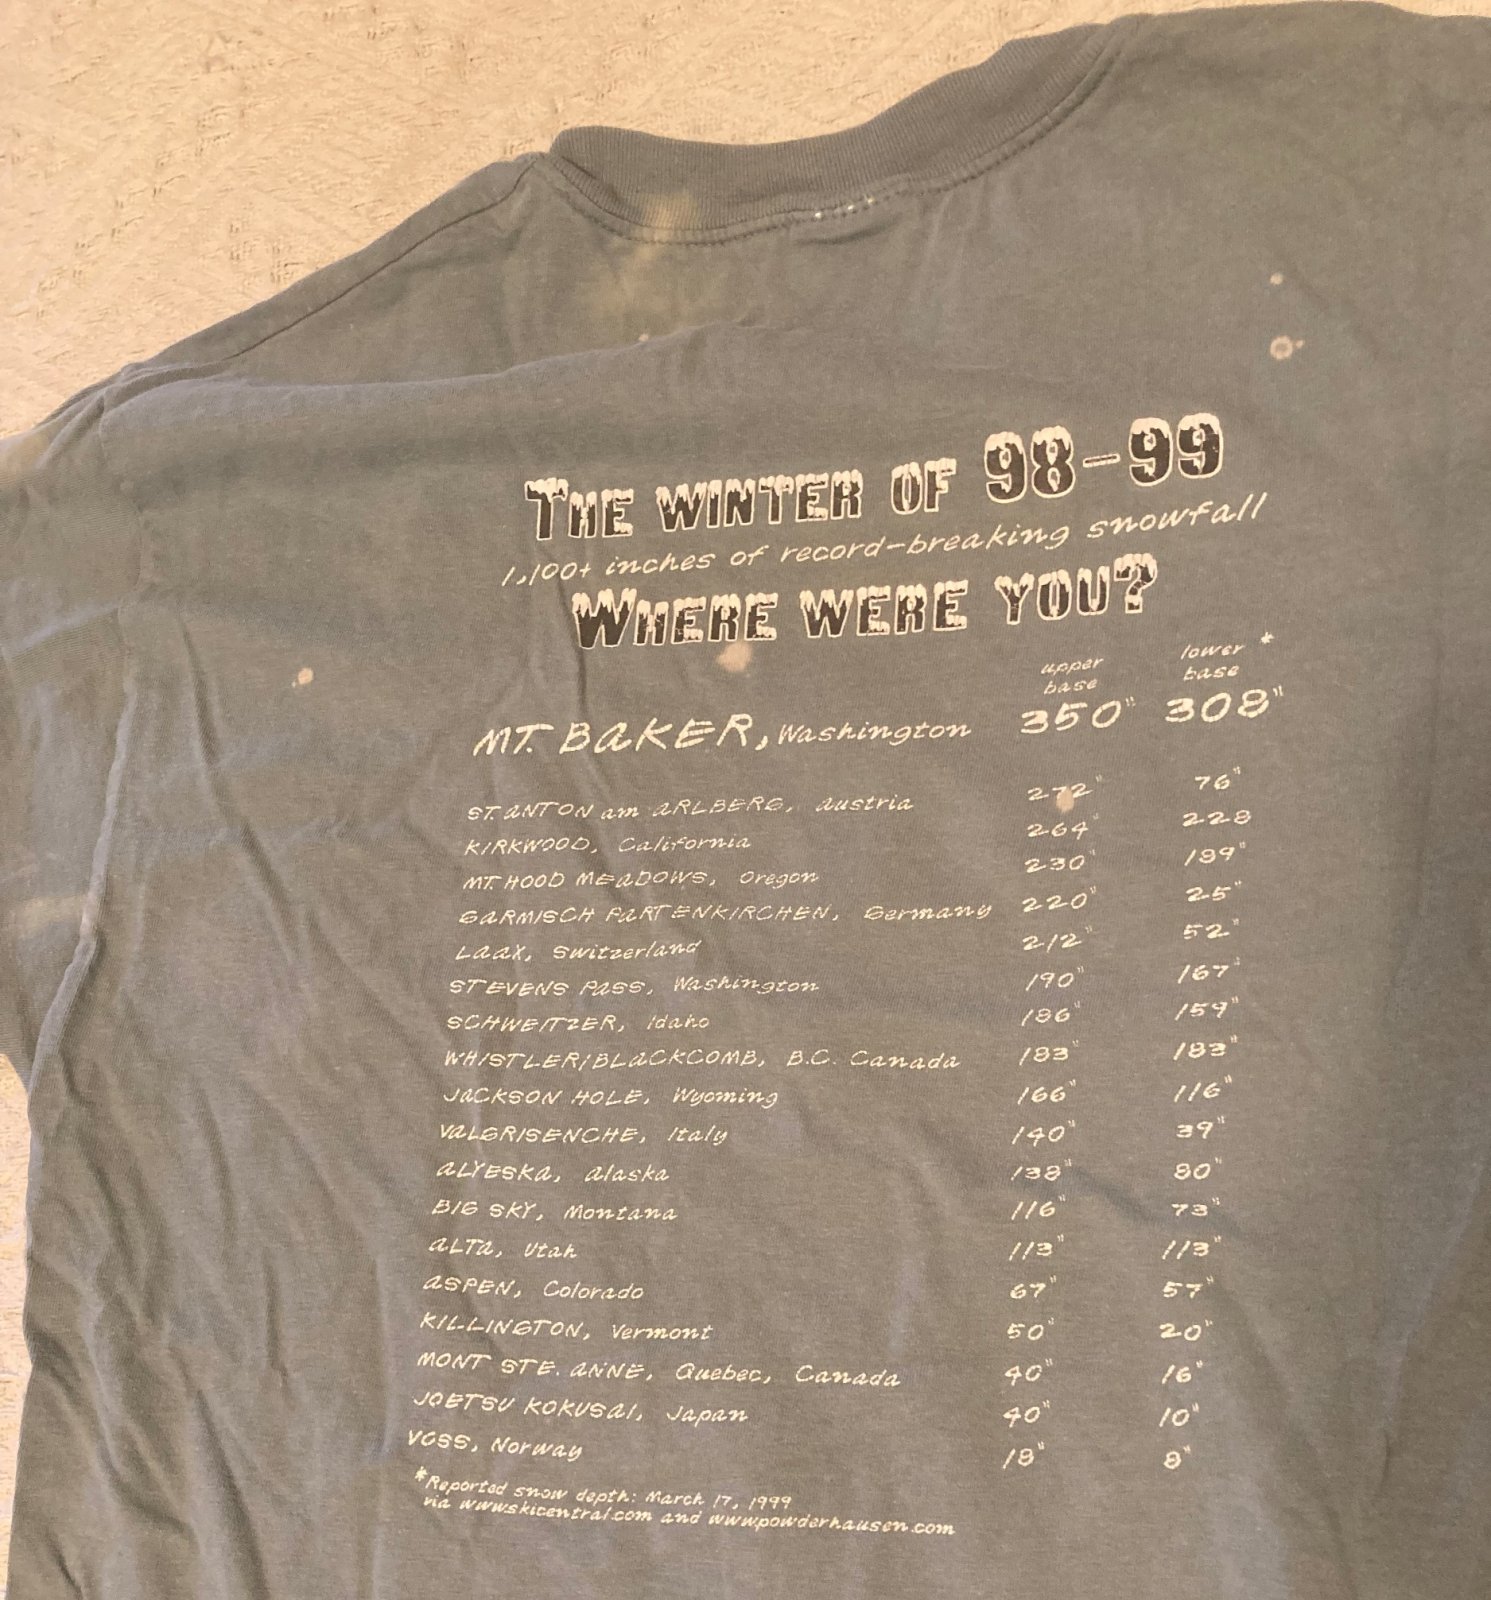 THE WINTER OF 98-99
1,100+ inches of record-breaking snowfall
WHERE WERE YOU?
upper base lower base *
MT. BAKER, Washington 350" 308"
ST. ANTON am ARLBERG, Austria 272" 76"
KIRKWOOD, California 264" 228
MT. HOOD MEADOWS, Oregon 230" 189"
GARMISCH PARTENKIRCHEN, Germany 220" 25"
LAAX, Switzerland 212" 52"
STEVENS PASS, Washington 190" 167"
SCHWEITZER, Idaho 186" 159"
WHISTLER/BLACKCOMB, B.C. Canada 183" 183"
JACKSON HOLE, Wyoming 166" 116"
VALGRISENCHE, Italy 140" 39"
ALYESKA, Alaska 138" 80"
BIG SKY, Montana 116" 73"
ALTA, Utah 113" 113"
ASPEN, Colorado 67" 57"
KILLINGTON, Vermont 50" 20"
MONT STE. ANNE, Quebec, Canada 40" 16"
JOETSU KOKUSAI, Japan 40" 10"
VOSS, Norway 18" 8"
*Reported snow depth: March 17, 1999
via www.skicentral.com and www.powderhausen.com